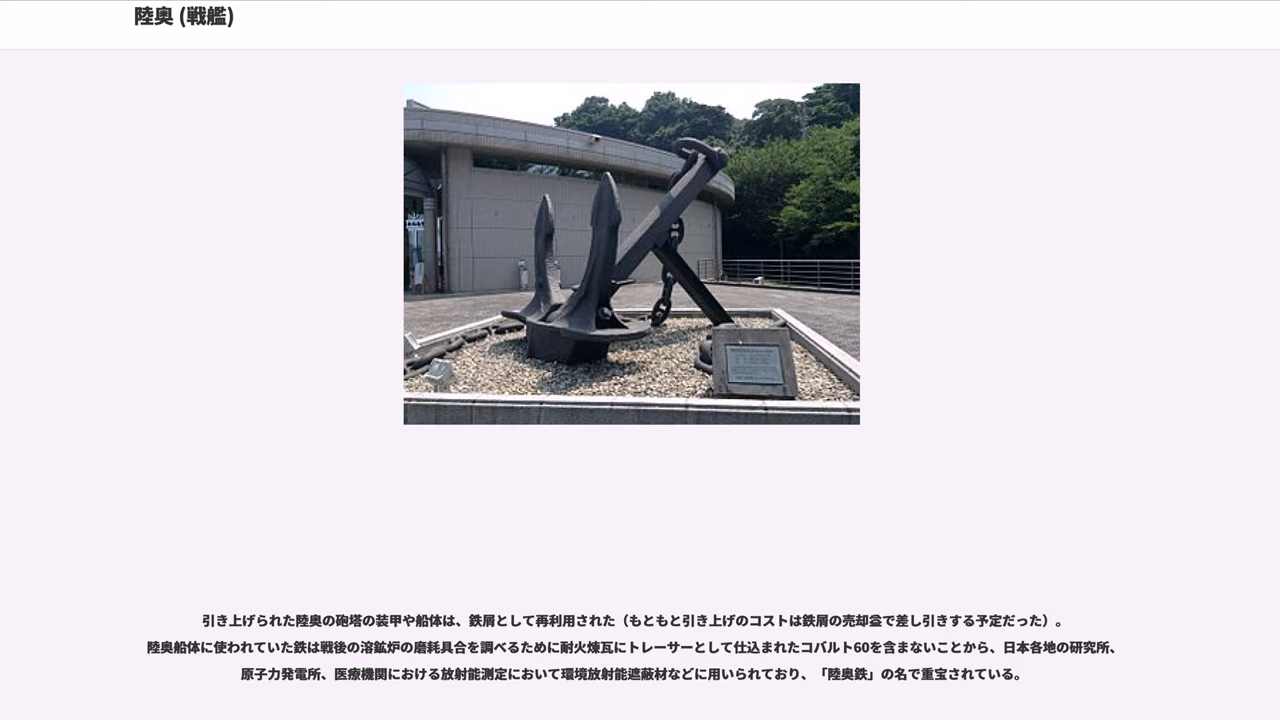 陸奥 (戦艦)
引き上げられた陸奥の砲塔の装甲や船体は、鉄屑として再利用された（もともと引き上げのコストは鉄屑の売却益で差し引きする予定だった）。
陸奥船体に使われていた鉄は戦後の溶鉱炉の磨耗具合を調べるために耐火煉瓦にトレーサーとして仕込まれたコバルト60を含まないことから、日本各地の研究所、
原子力発電所、医療機関における放射能測定において環境放射能遮蔽材などに用いられており、「陸奥鉄」の名で重宝されている。